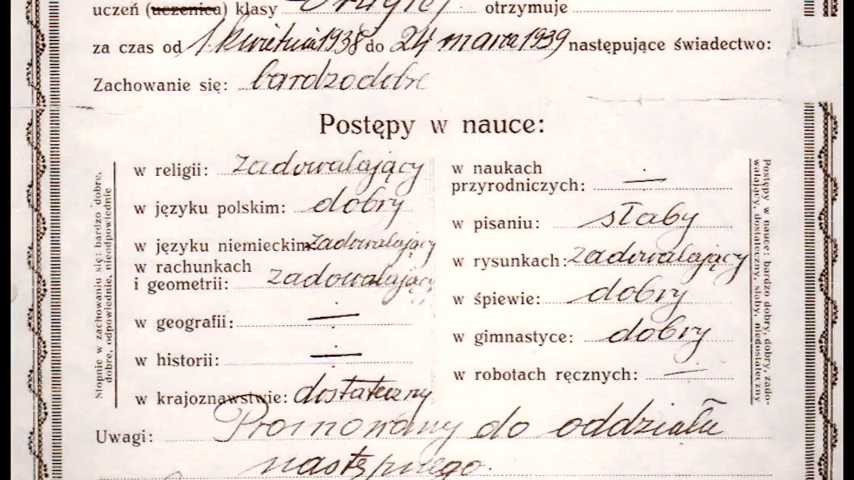 uczeń (uczenica) klasy drugiej otrzymuje
za czas od 1 kwietnia 1938 do 24 marca 1939 następujące świadectwo:
Zachowanie się: bardzo dobre
Postępy w nauce:
Stopnie w zachowaniu się: bardzo dobre,
dobre, odpowiednie, nieodpowiednie
w religii: zadowalający
w języku polskim: dobry
w języku niemieckim zadowalający
w rachunkach
i geometrii: zadowalający
w geografii: —
w historii: —
w krajoznawstwie: dostateczny
w naukach
przyrodniczych: —
w pisaniu: słaby
w rysunkach: zadowalający
w śpiewie: dobry
w gimnastyce: dobry
w robotach ręcznych: —
Postępy w nauce: bardzo dobry, dobry, zado-
walający, dostateczny, słaby, niedostateczny
Uwagi: Promowany do oddziału
następnego.